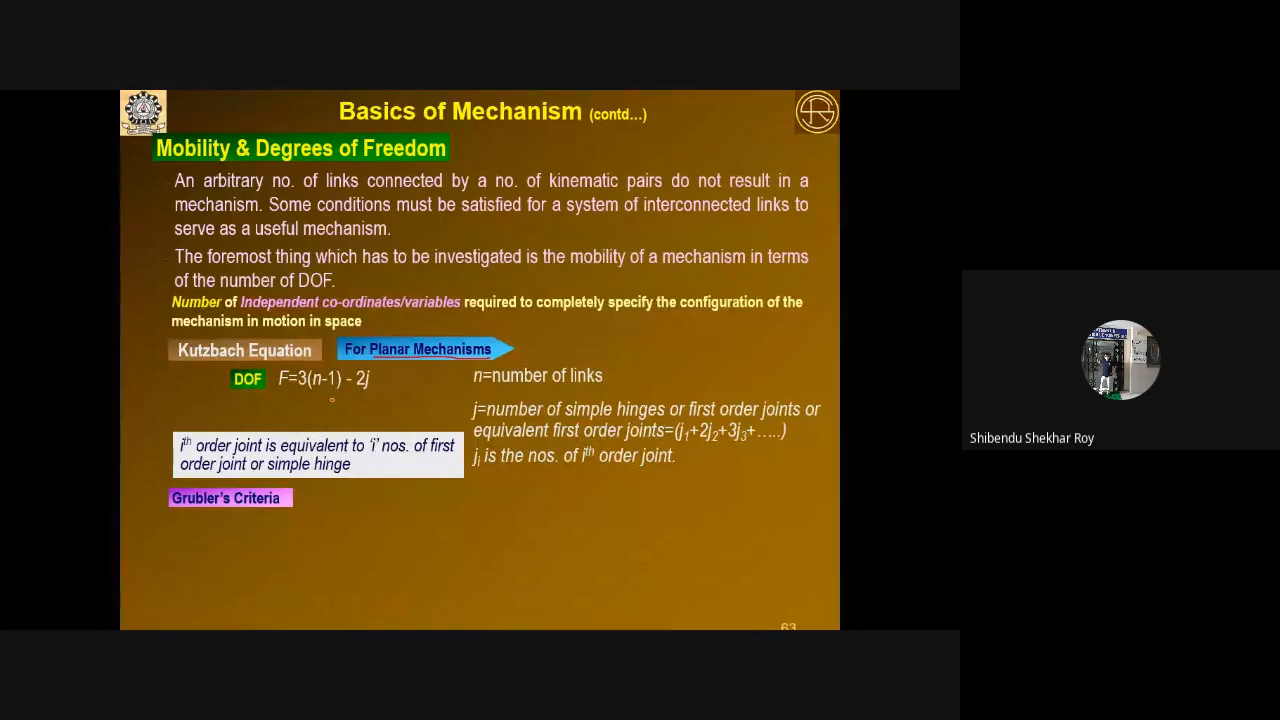 Basics of Mechanism (contd...)
Mobility & Degrees of Freedom
An arbitrary no. of links connected by a no. of kinematic pairs do not result in a
mechanism. Some conditions must be satisfied for a system of interconnected links to
serve as a useful mechanism.
The foremost thing which has to be investigated is the mobility of a mechanism in terms
of the number of DOF.
Number of Independent co-ordinates/variables required to completely specify the configuration of the
mechanism in motion in space
Kutzbach Equation
For Planar Mechanisms
DOF F=3(n-1) - 2j
n=number of links
j=number of simple hinges or first order joints or
equivalent first order joints=(j1+2j2+3j3+.....)
ji is the nos. of ith order joint.
ith order joint is equivalent to 'i' nos. of first
order joint or simple hinge
Grubler's Criteria
63
Shibendu Shekhar Roy